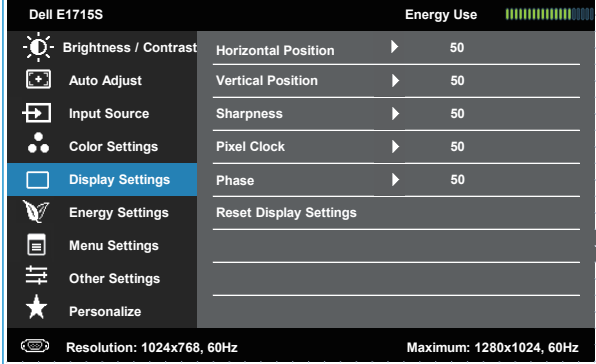 Dell E1715S Energy Use
Brightness / Contrast Horizontal Position 50
Auto Adjust Vertical Position 50
Input Source Sharpness 50
Color Settings Pixel Clock 50
Display Settings Phase 50
Energy Settings Reset Display Settings
Menu Settings
Other Settings
Personalize
Resolution: 1024x768, 60Hz Maximum: 1280x1024, 60Hz